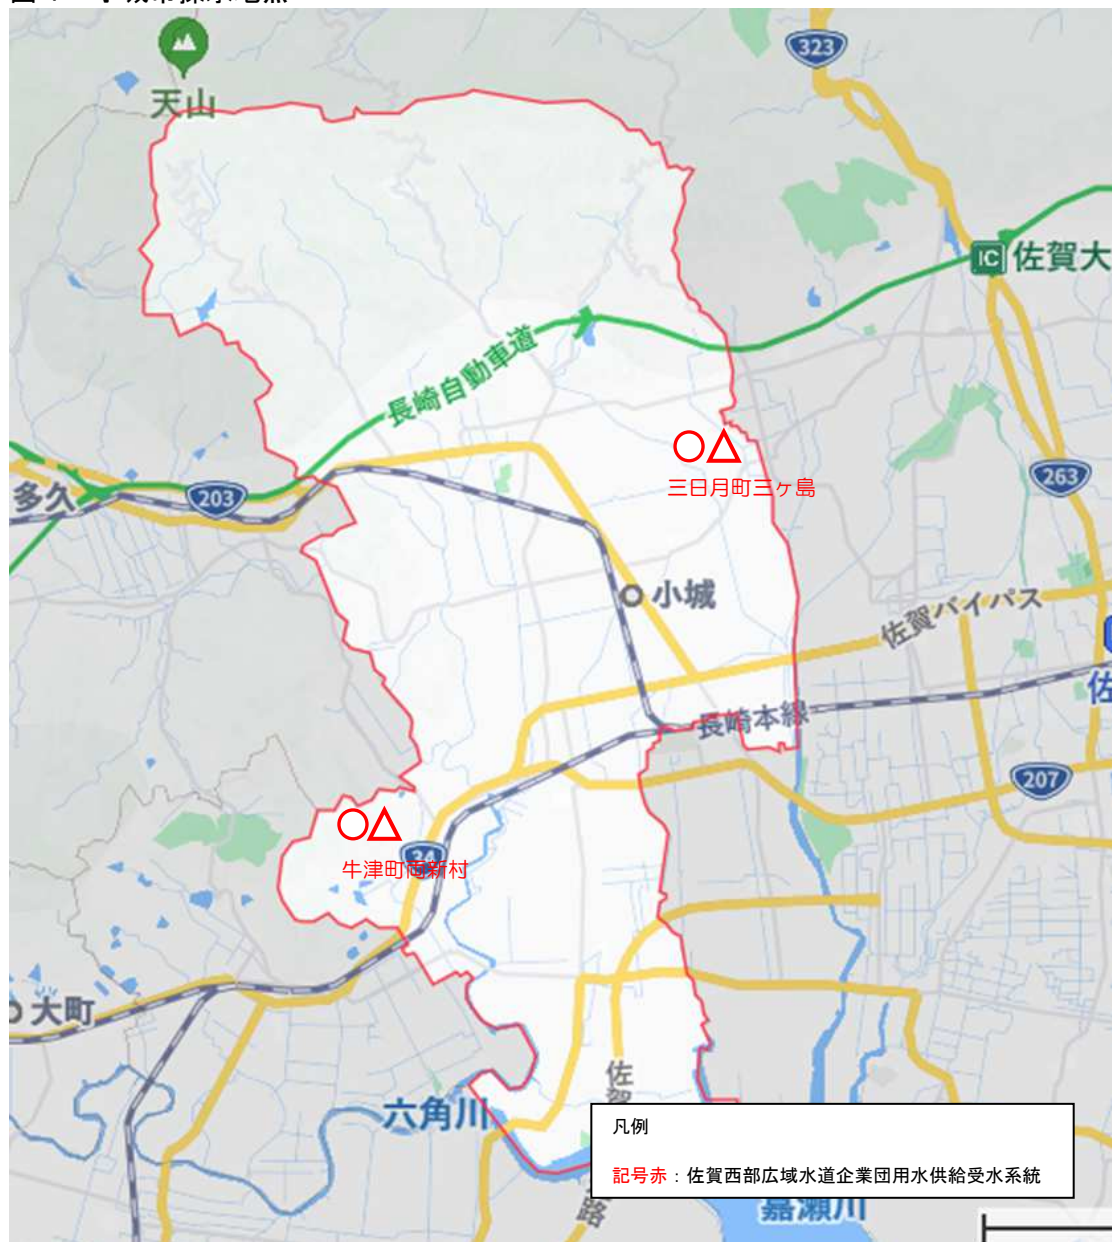 天山
323
IC 佐賀大
長崎自動車道
多久
203
263
三日月町三ヶ島
小城
佐賀バイパス
佐
長崎本線
207
34
牛津町両新村
大町
六角川
佐賀
凡例
記号赤：佐賀西部広域水道企業団用水供給受水系統
路
嘉瀬川